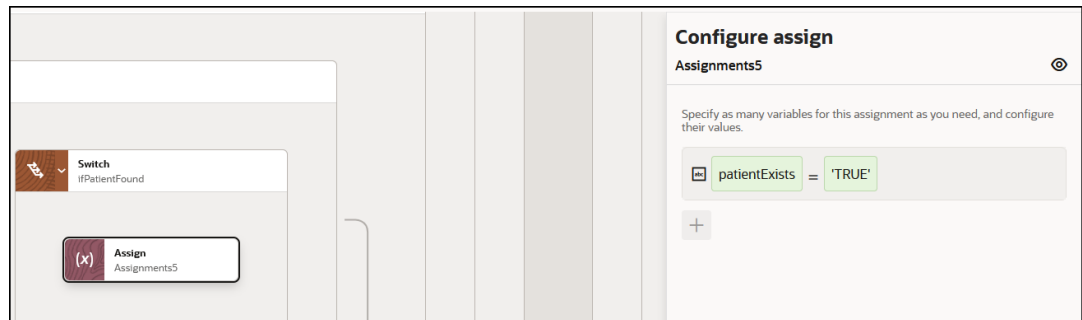 Configure assign
Assignments5
Specify as many variables for this assignment as you need, and configure
their values.
abc patientExists = 'TRUE'
+
Switch
ifPatientFound
(x) Assign
Assignments5